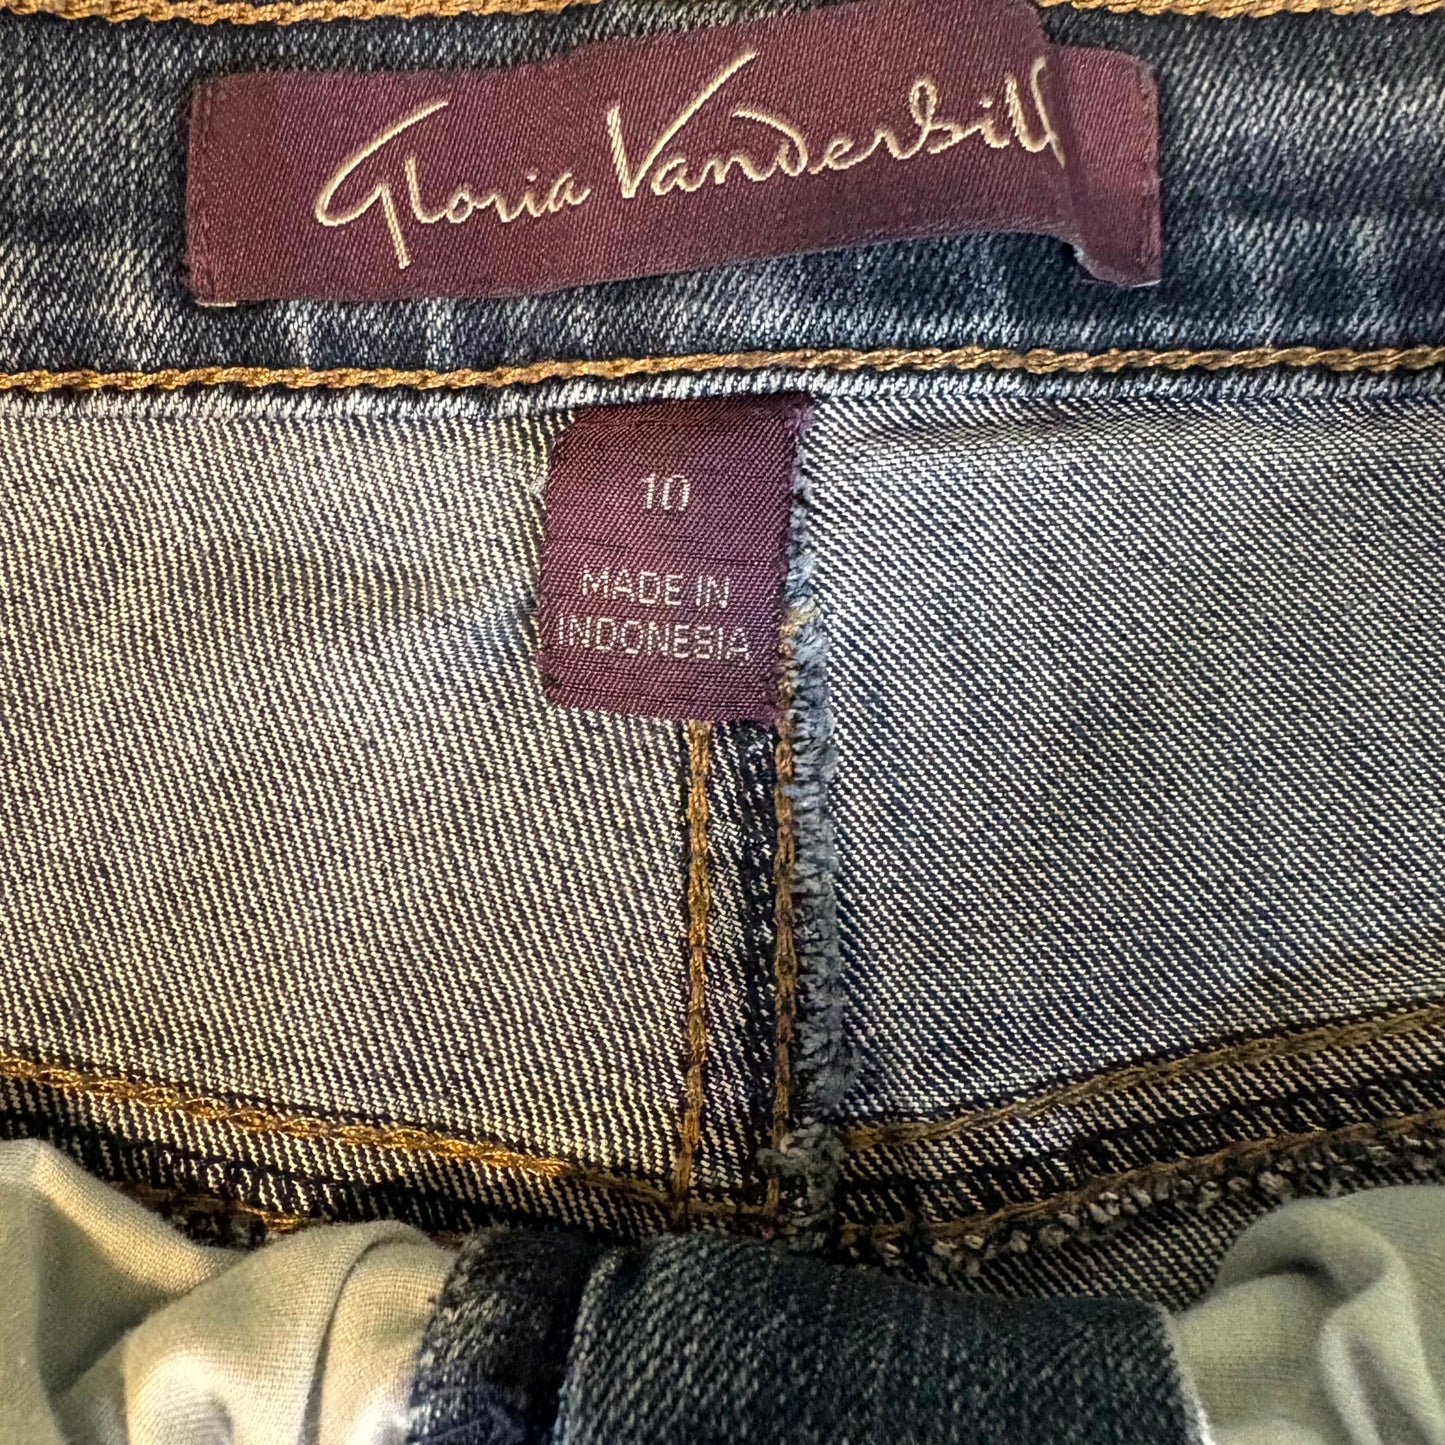 Gloria Vanderbilt
10
MADE IN
INDONESIA